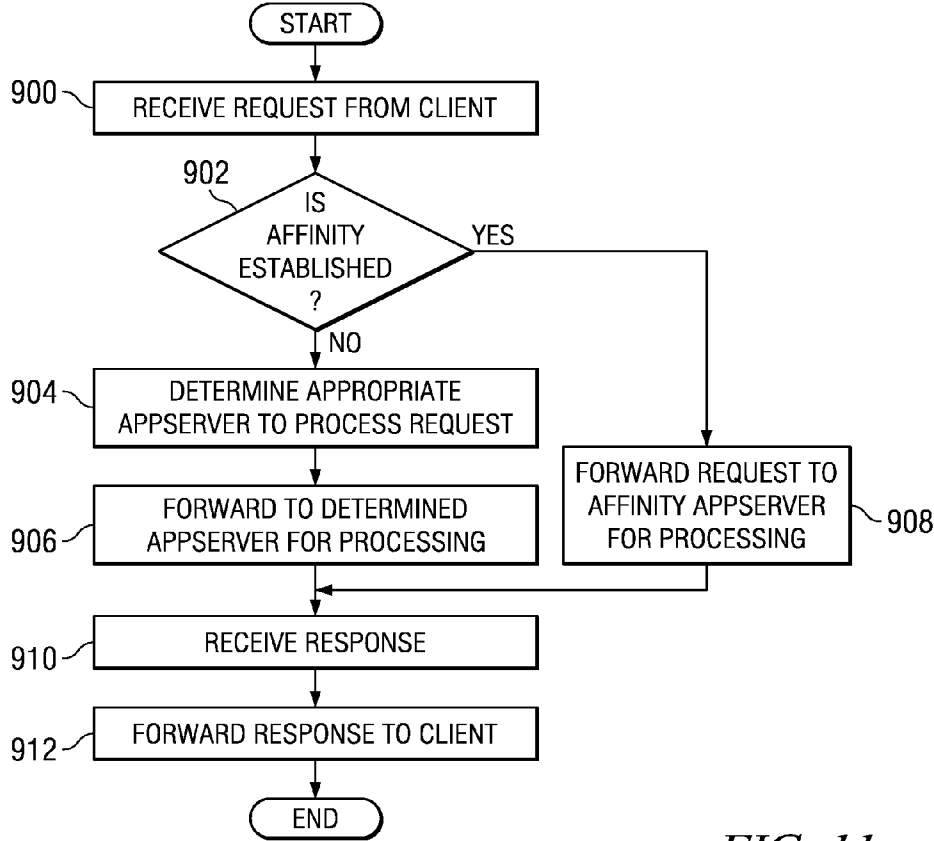 START
900
RECEIVE REQUEST FROM CLIENT
902
IS
AFFINITY
ESTABLISHED
?
YES
NO
904
DETERMINE APPROPRIATE
APPSERVER TO PROCESS REQUEST
906
FORWARD TO DETERMINED
APPSERVER FOR PROCESSING
FORWARD REQUEST TO
AFFINITY APPSERVER
FOR PROCESSING
908
910
RECEIVE RESPONSE
912
FORWARD RESPONSE TO CLIENT
END